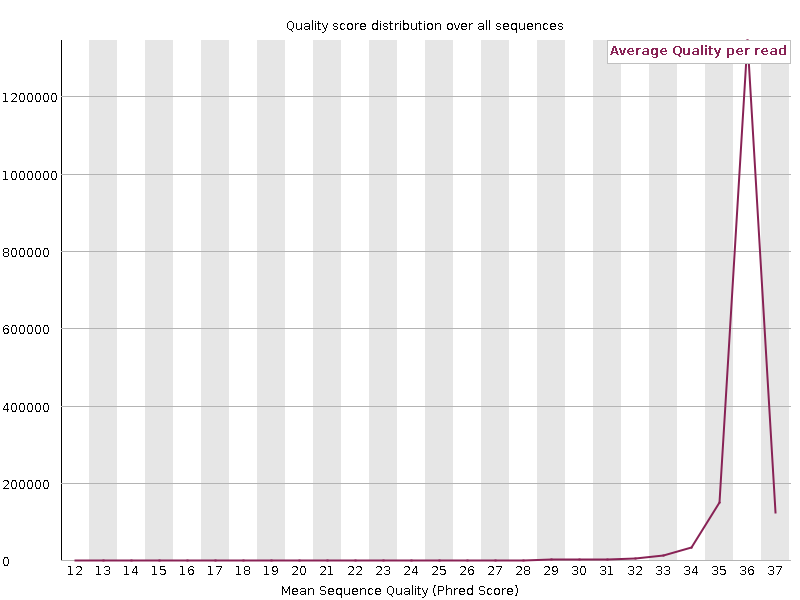 Quality score distribution over all sequences
Average Quality per read
1200000
1000000
800000
600000
400000
200000
0
12 13 14 15 16 17 18 19 20 21 22 23 24 25 26 27 28 29 30 31 32 33 34 35 36 37
Mean Sequence Quality (Phred Score)